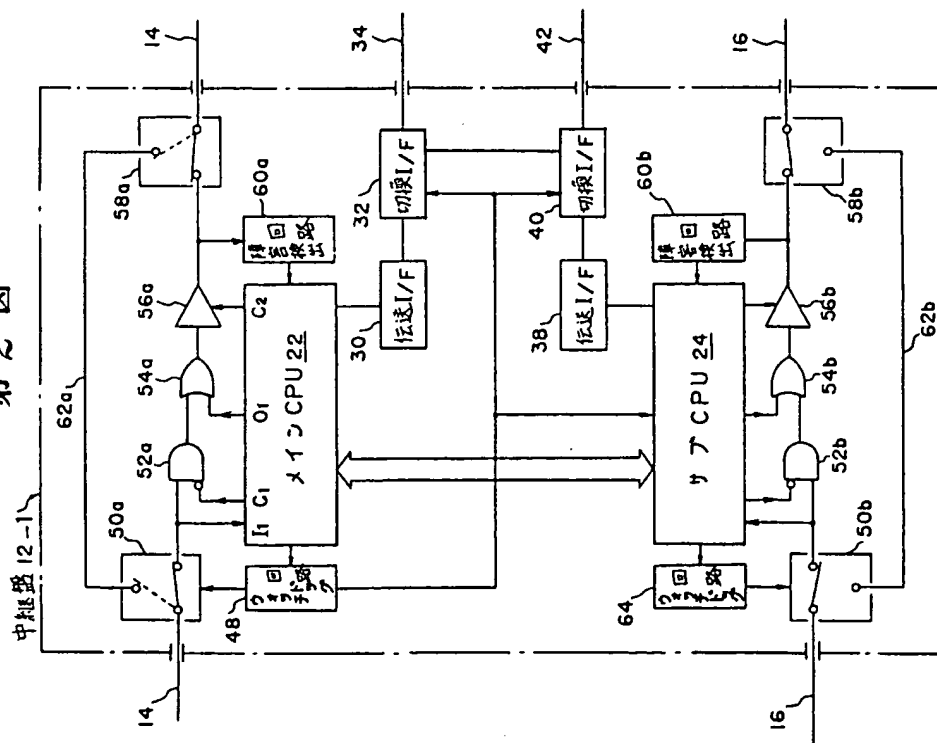 第2図
中継盤 12-1
62a
14
50a
52a
54a
56a
58a
14
I1
C1
O1
C2
メインCPU 22
60a
障害検出
回路
48
ウォッチドッグ
回路
30
伝送I/F
32
切換I/F
34
38
伝送I/F
40
切換I/F
42
サブCPU 24
60b
障害検出
回路
64
ウォッチドッグ
回路
16
50b
52b
54b
56b
58b
16
62b